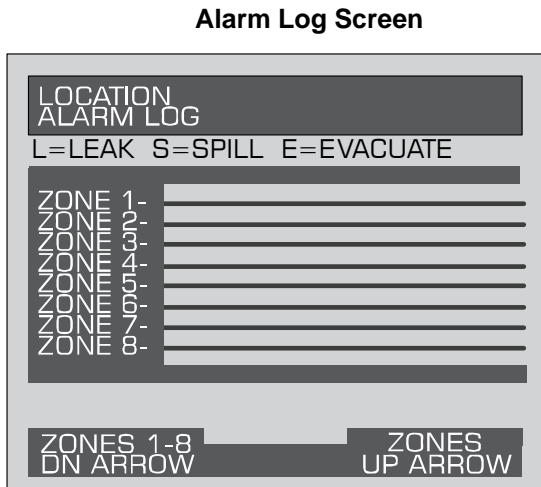 Alarm Log Screen
LOCATION
ALARM LOG
L=LEAK S=SPILL E=EVACUATE
ZONE 1-
ZONE 2-
ZONE 3-
ZONE 4-
ZONE 5-
ZONE 6-
ZONE 7-
ZONE 8-
ZONES 1-8
DN ARROW
ZONES
UP ARROW